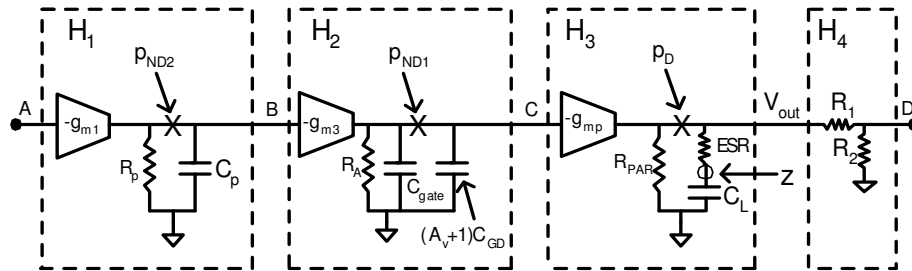 H1
H2
H3
H4
pND2
pND1
pD
A
-gm1
B
-gm3
C
-gmp
Vout
R1
D
Rp
Cp
RA
Cgate
RPAR
ESR
Z
CL
R2
(Av+1)CGD